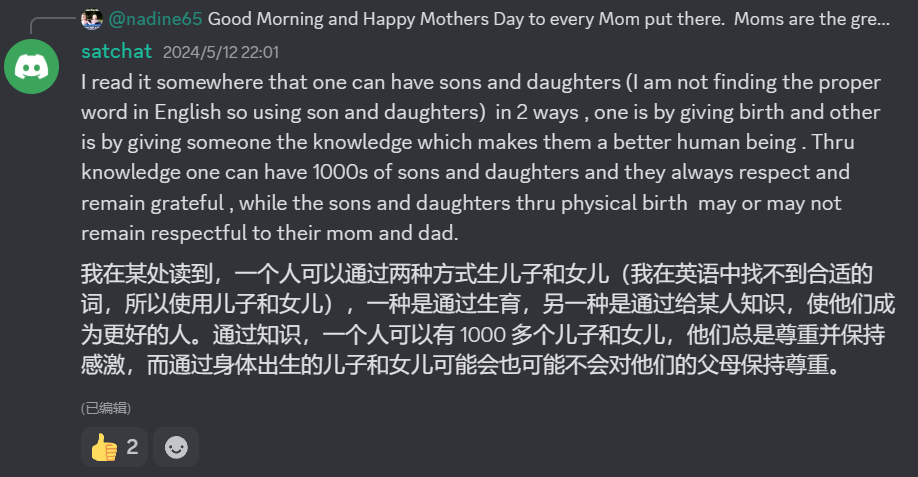 @nadine65 Good Morning and Happy Mothers Day to every Mom put there.  Moms are the gre...
satchat 2024/5/12 22:01
I read it somewhere that one can have sons and daughters (I am not finding the proper
word in English so using son and daughters)  in 2 ways , one is by giving birth and other
is by giving someone the knowledge which makes them a better human being . Thru
knowledge one can have 1000s of sons and daughters and they always respect and
remain grateful , while the sons and daughters thru physical birth  may or may not
remain respectful to their mom and dad.
我在某处读到，一个人可以通过两种方式生儿子和女儿（我在英语中找不到合适的
词，所以使用儿子和女儿），一种是通过生育，另一种是通过给某人知识，使他们成
为更好的人。通过知识，一个人可以有 1000 多个儿子和女儿，他们总是尊重并保持
感激，而通过身体出生的儿子和女儿可能会也可能不会对他们的父母保持尊重。
(已编辑)
👍 2